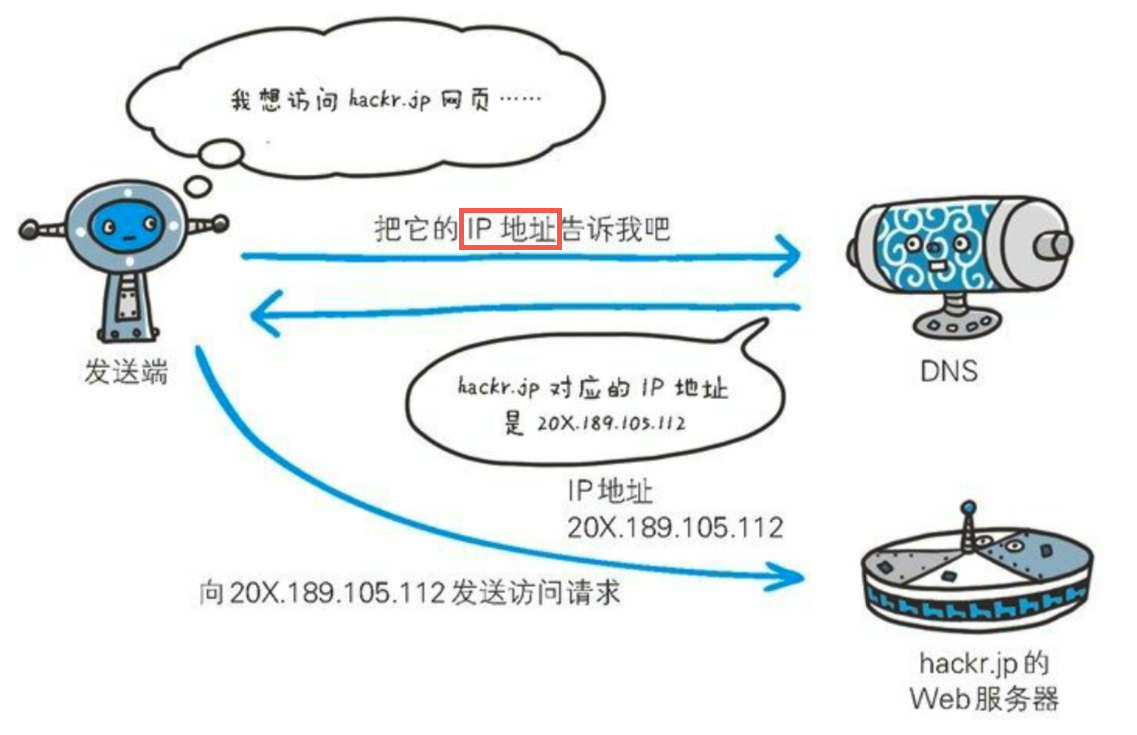 我想访问 hackr.jp 网页……
把它的 IP 地址告诉我吧
发送端
DNS
hackr.jp 对应的 IP 地址
是 20X.189.105.112
IP 地址
20X.189.105.112
向 20X.189.105.112 发送访问请求
hackr.jp 的
Web 服务器